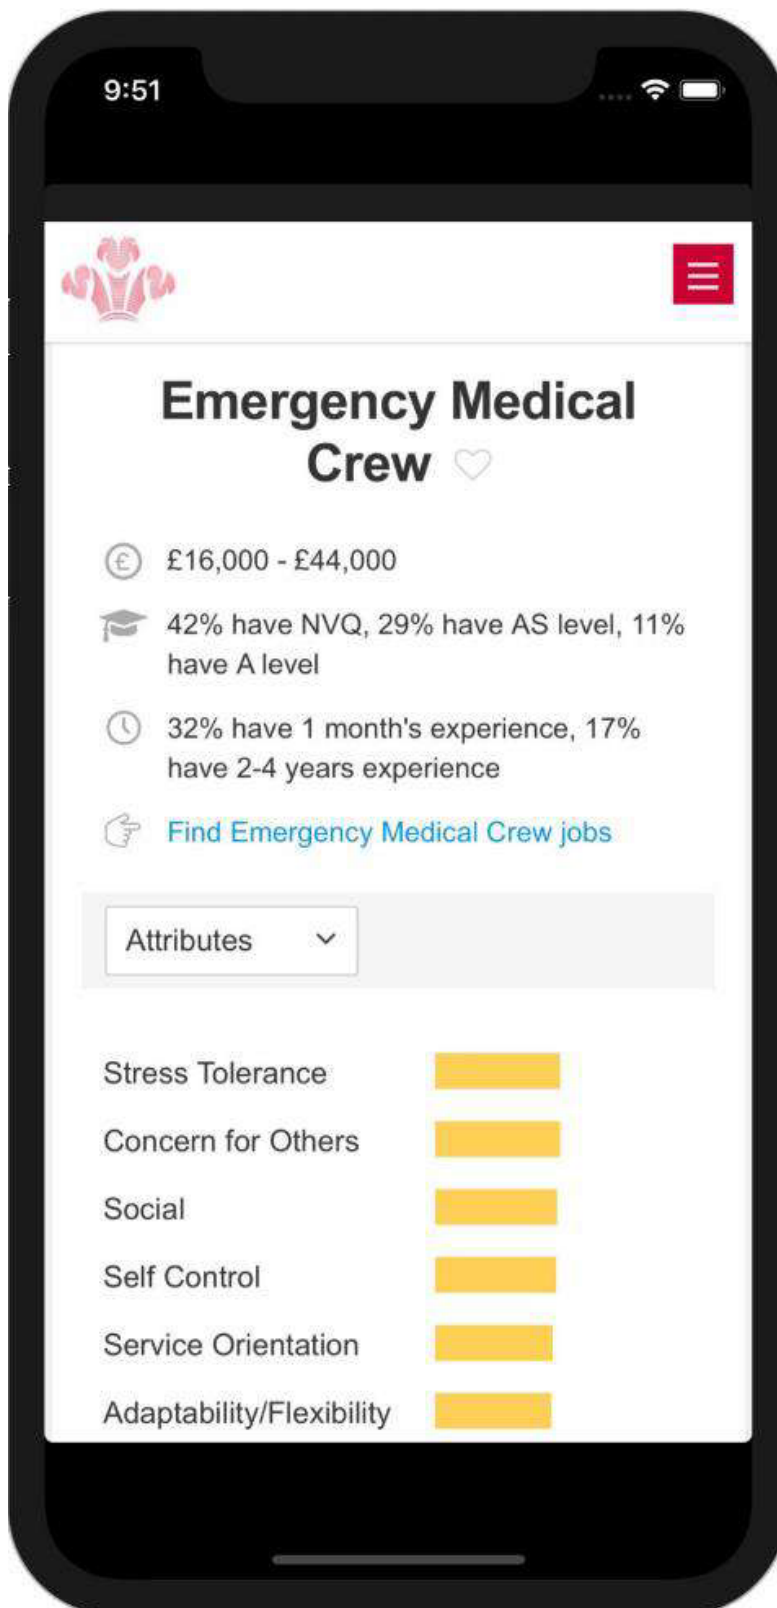 9:51
Emergency Medical
Crew
£16,000 - £44,000
42% have NVQ, 29% have AS level, 11%
have A level
32% have 1 month's experience, 17%
have 2-4 years experience
Find Emergency Medical Crew jobs
Attributes
Stress Tolerance
Concern for Others
Social
Self Control
Service Orientation
Adaptability/Flexibility